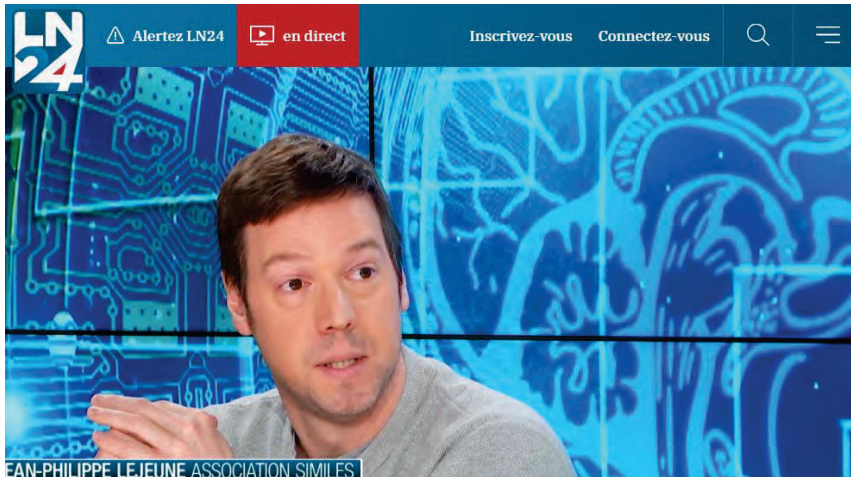 LN
24
Alertez LN24
en direct
Inscrivez-vous
Connectez-vous
EAN-PHILIPPE LEJEUNE ASSOCIATION SIMILES